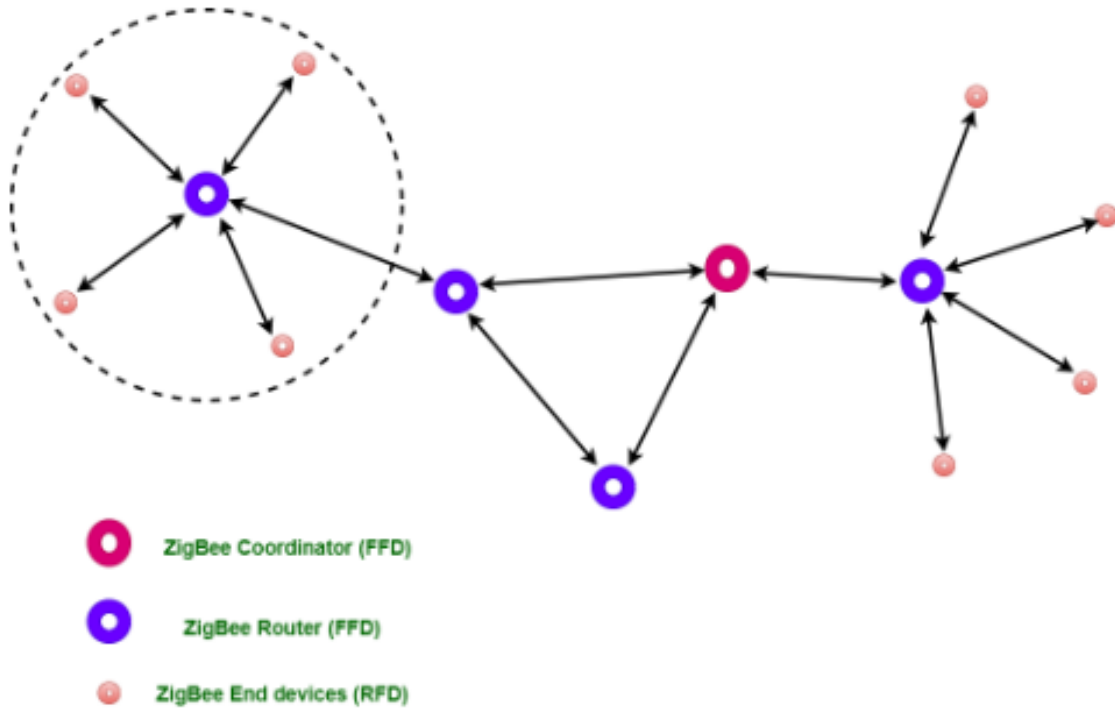 ZigBee Coordinator (FFD)
ZigBee Router (FFD)
ZigBee End devices (RFD)